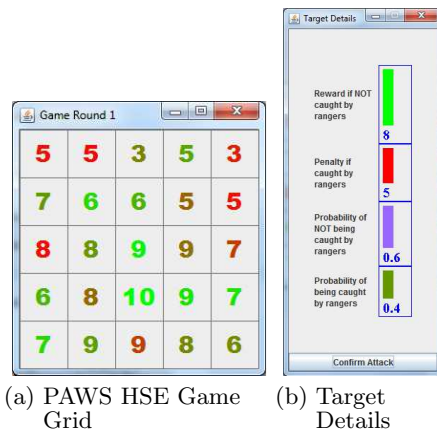 Game Round 1
5 5 3 5 3
7 6 6 5 5
8 8 9 9 7
6 8 10 9 7
7 9 9 8 6
(a) PAWS HSE Game
Grid
Target Details
Reward if NOT
caught by
rangers
8
Penalty if
caught by
rangers
5
Probability of
NOT being
caught by
rangers
0.6
Probability of
being caught
by rangers
0.4
Confirm Attack
(b) Target
Details